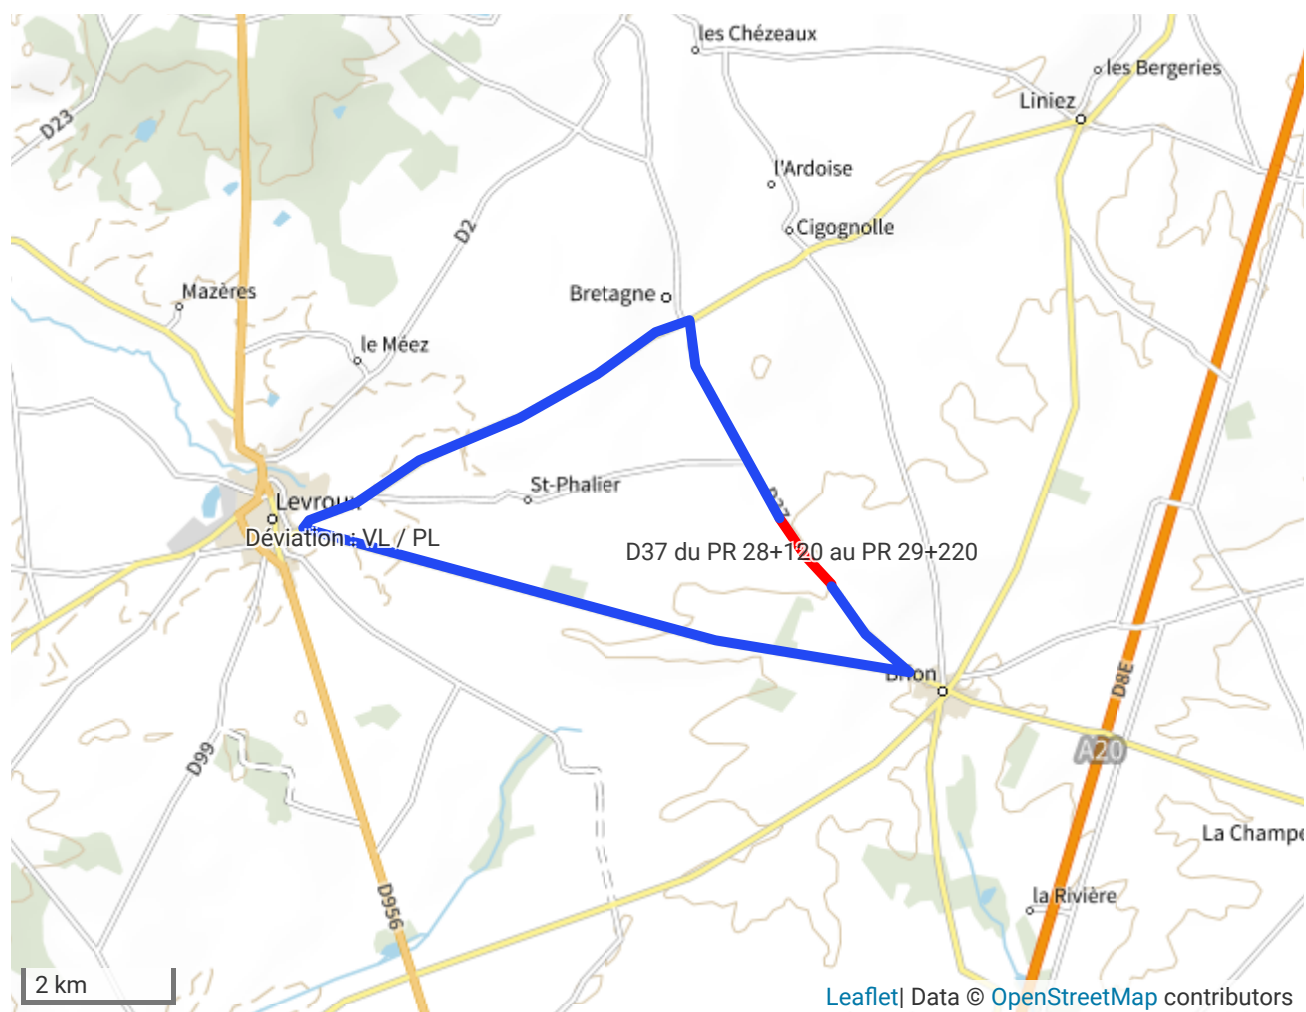 les Chézeaux
les Bergeries
Liniez
D23
l'Ardoise
D2
Cigognolle
Mazères
Bretagne
le Méez
St-Phalier
Levroux
D37
Déviation : VL / PL
D37 du PR 28+120 au PR 29+220
Brion
D8E
D99
A20
La Champe
D956
la Rivière
2 km
Leaflet | Data © OpenStreetMap contributors